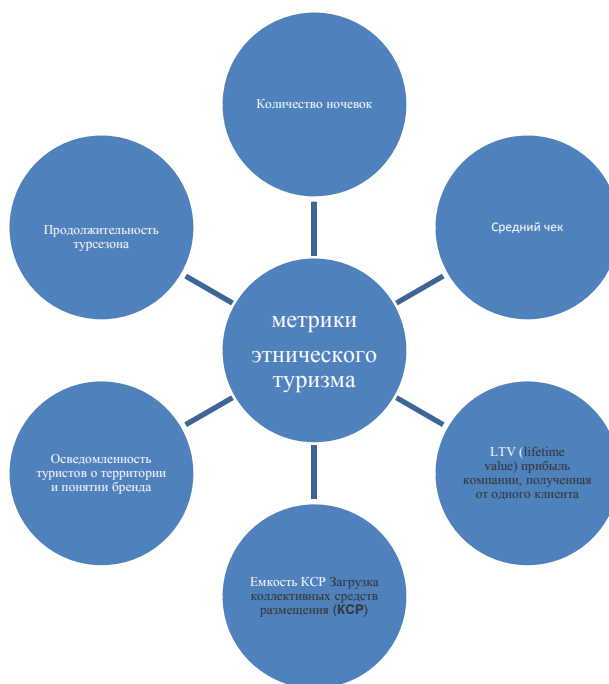 Количество ночевок
Продолжительность
турсезона
Средний чек
метрики
этнического
туризма
Осведомленность
туристов о территории
и понятии бренда
LTV (lifetime
value) прибыль
компании, полученная
от одного клиента
Емкость КСР Загрузка
коллективных средств
размещения (КСР)